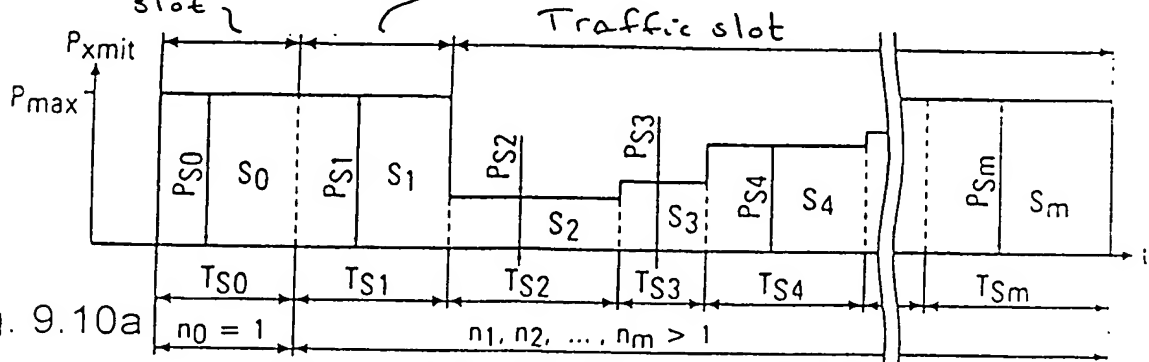 slot
Traffic slot
Pxmit
Pmax
PS0 S0 PS1 S1 PS2 S2 PS3 S3 PS4 S4 PSm Sm
TS0 TS1 TS2 TS3 TS4 TSm
. 9.10a n0 = 1 n1, n2, ..., nm > 1